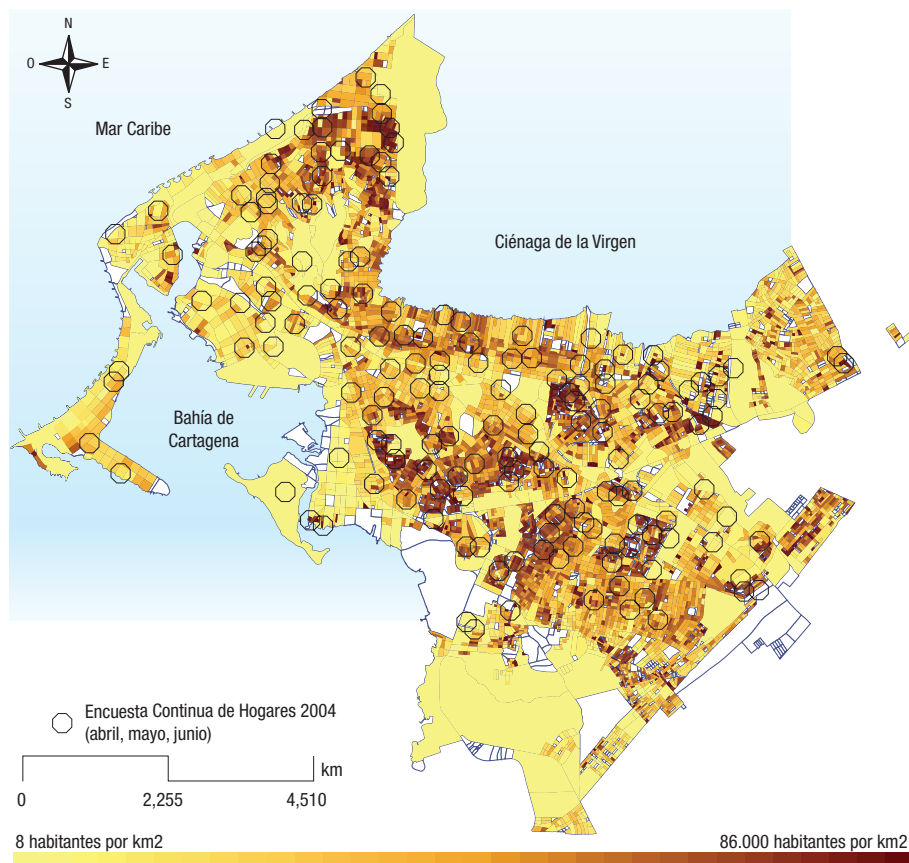 N
O
E
S
Mar Caribe
Ciénaga de la Virgen
Bahía de
Cartagena
Encuesta Continua de Hogares 2004
(abril, mayo, junio)
km
0
2,255
4,510
8 habitantes por km2
86.000 habitantes por km2